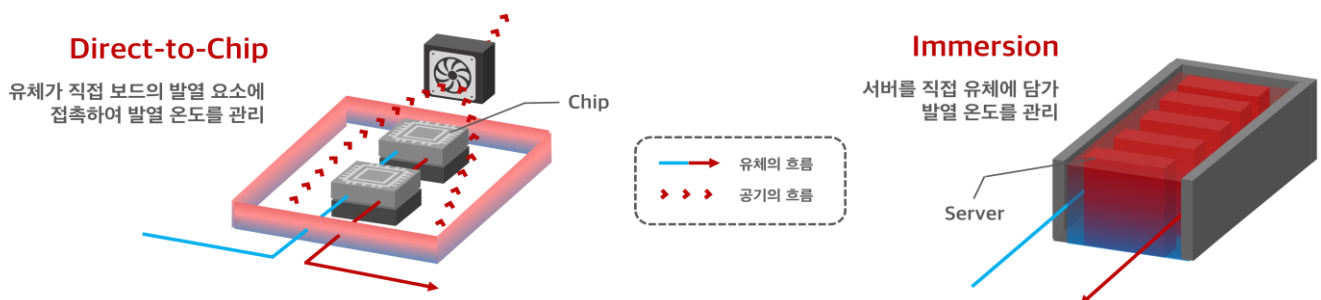 Direct-to-Chip
유체가 직접 보드의 발열 요소에
접촉하여 발열 온도를 관리
Chip
유체의 흐름
공기의 흐름
Immersion
서버를 직접 유체에 담가
발열 온도를 관리
Server